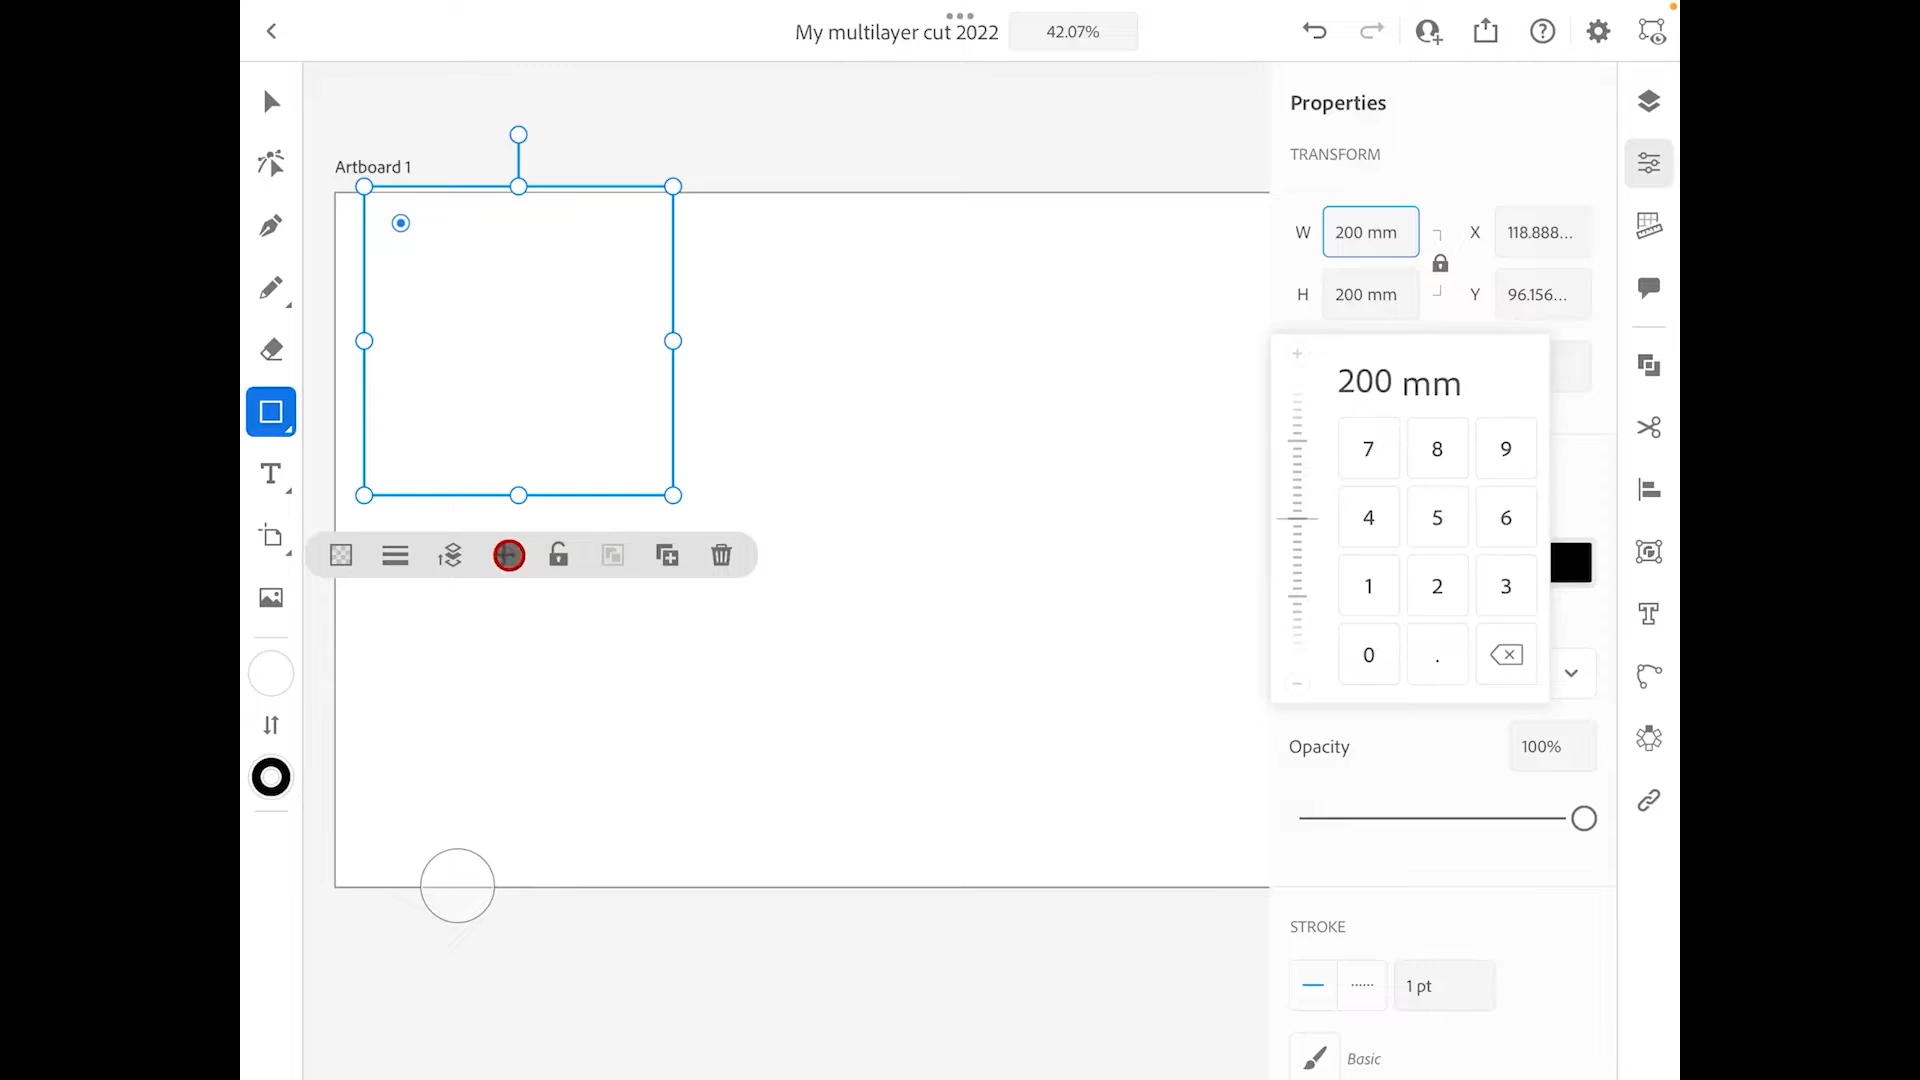 My multilayer cut 2022
42.07%
Properties
TRANSFORM
Artboard 1
W 200 mm X 118.888...
H 200 mm Y 96.156...
200 mm
7 8 9
4 5 6
1 2 3
0 .
Opacity 100%
STROKE
1 pt
Basic